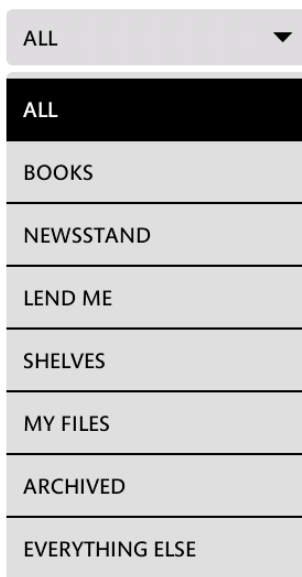 ALL
ALL
BOOKS
NEWSSTAND
LEND ME
SHELVES
MY FILES
ARCHIVED
EVERYTHING ELSE